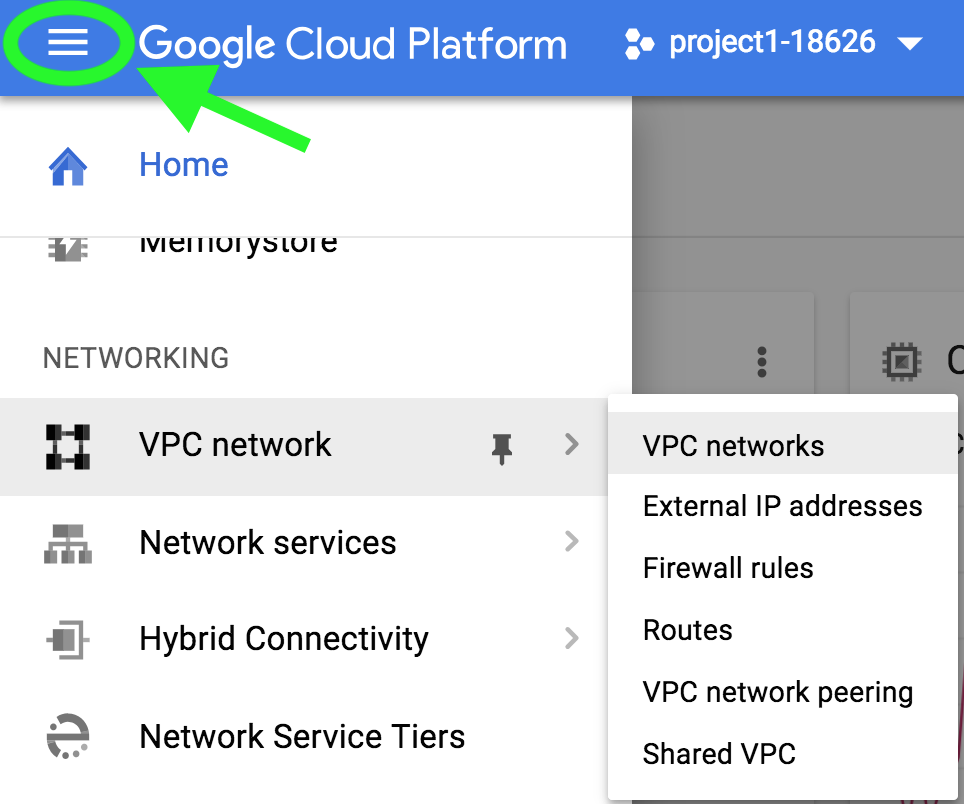 Google Cloud Platform
project1-18626
Home
Memorystore
NETWORKING
VPC network
Network services
Hybrid Connectivity
Network Service Tiers
VPC networks
External IP addresses
Firewall rules
Routes
VPC network peering
Shared VPC